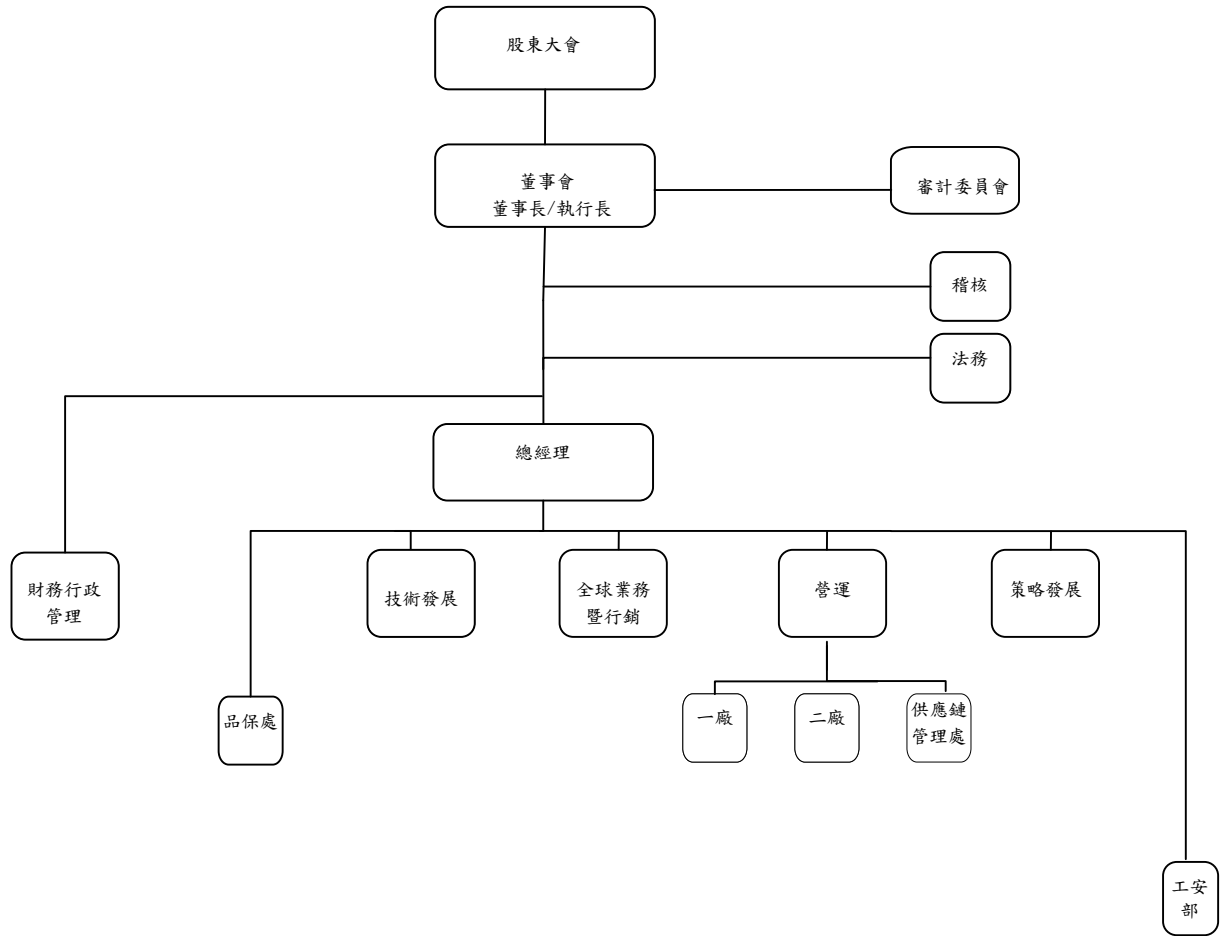 股東大會
董事會
董事長/執行長
審計委員會
稽核
法務
總經理
財務行政
管理
技術發展
全球業務
暨行銷
營運
策略發展
品保處
一廠
二廠
供應鏈
管理處
工安
部